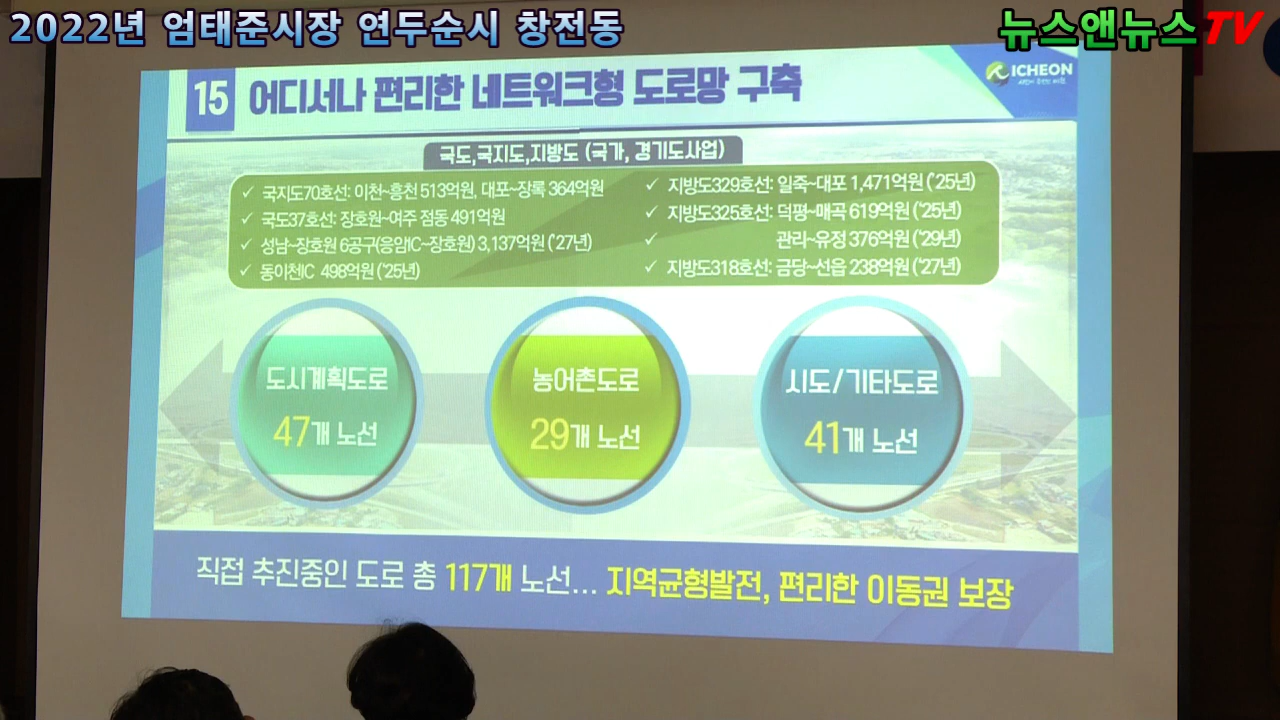 2022년 엄태준시장 연두순시 창전동
뉴스앤뉴스TV
15 어디서나 편리한 네트워크형 도로망 구축
ICHEON
국도,국지도,지방도 (국가, 경기도사업)
✓ 국지도70호선: 이천~흥천 513억원, 대포~장록 364억원
✓ 국도37호선: 장호원~여주 점동 491억원
✓ 성남~장호원 6공구(응암IC~장호원) 3,137억원 ('27년)
✓ 동이천IC 498억원 ('25년)
✓ 지방도329호선: 일죽~대포 1,471억원 ('25년)
✓ 지방도325호선: 덕평~매곡 619억원 ('25년)
✓ 관리~유정 376억원 ('29년)
✓ 지방도318호선: 금당~선읍 238억원 ('27년)
도시계획도로
47개 노선
농어촌도로
29개 노선
시도/기타도로
41개 노선
직접 추진중인 도로 총 117개 노선... 지역균형발전, 편리한 이동권 보장